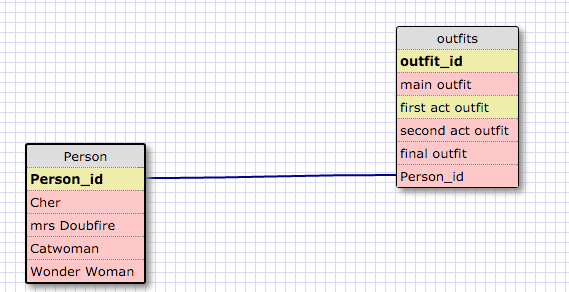 outfits
outfit_id
main outfit
first act outfit
second act outfit
final outfit
Person_id
Person
Person_id
Cher
mrs Doubfire
Catwoman
Wonder Woman